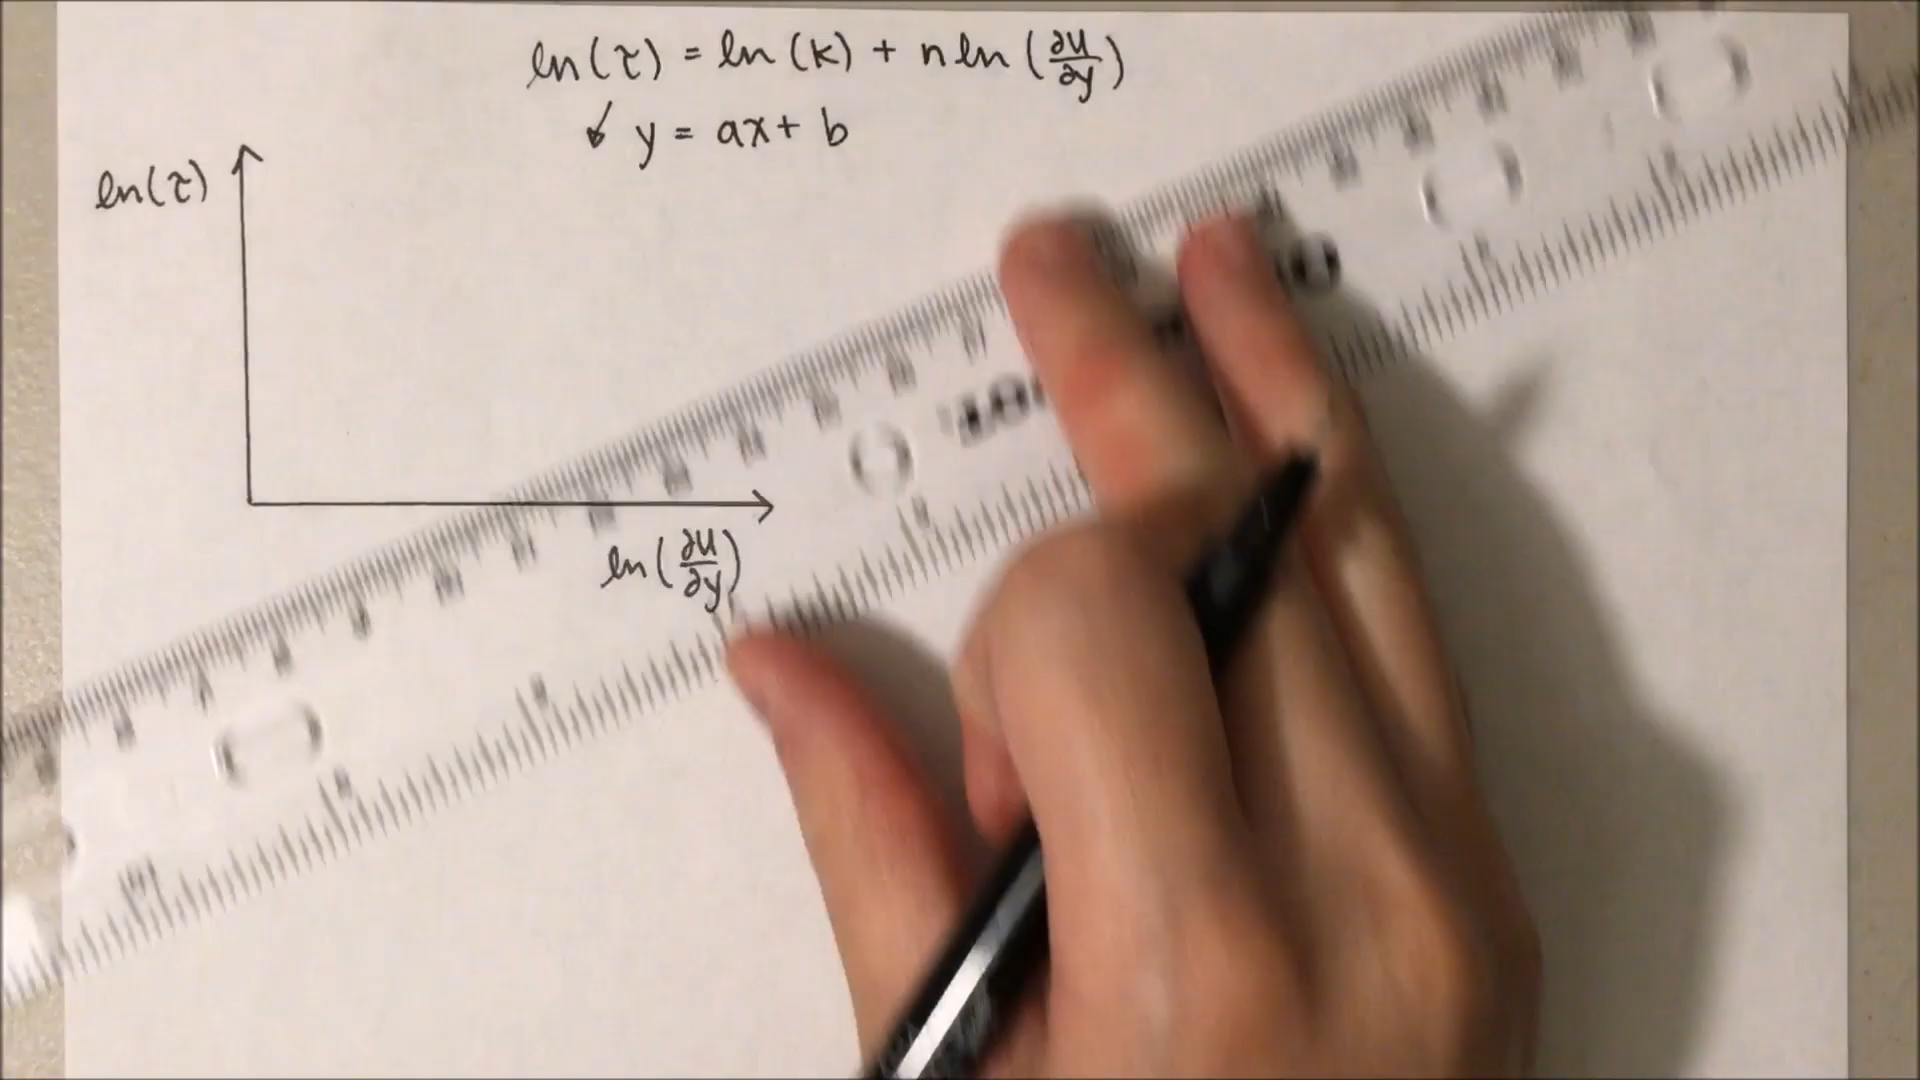 ln(τ) = ln(k) + n ln(∂u/∂y)
↙ y = ax + b
ln(τ)
ln(∂u/∂y)